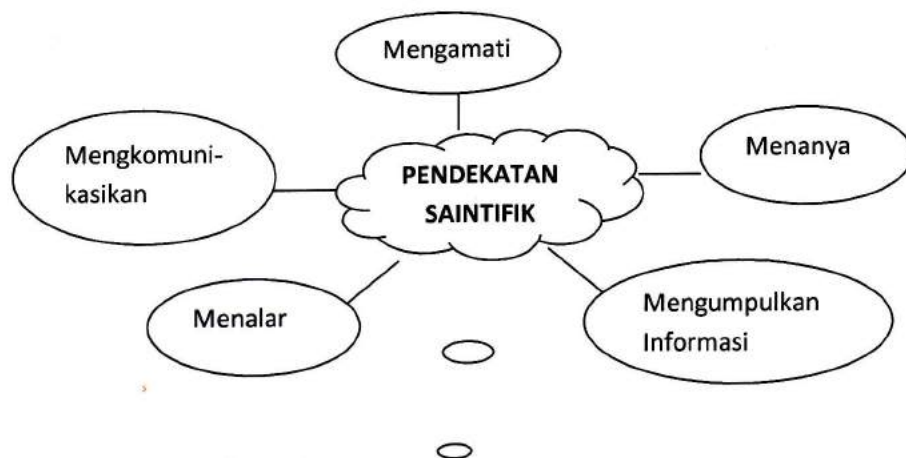 Mengamati
Menanya
Mengkomuni-
kasikan
PENDEKATAN
SAINTIFIK
Menalar
Mengumpulkan
Informasi